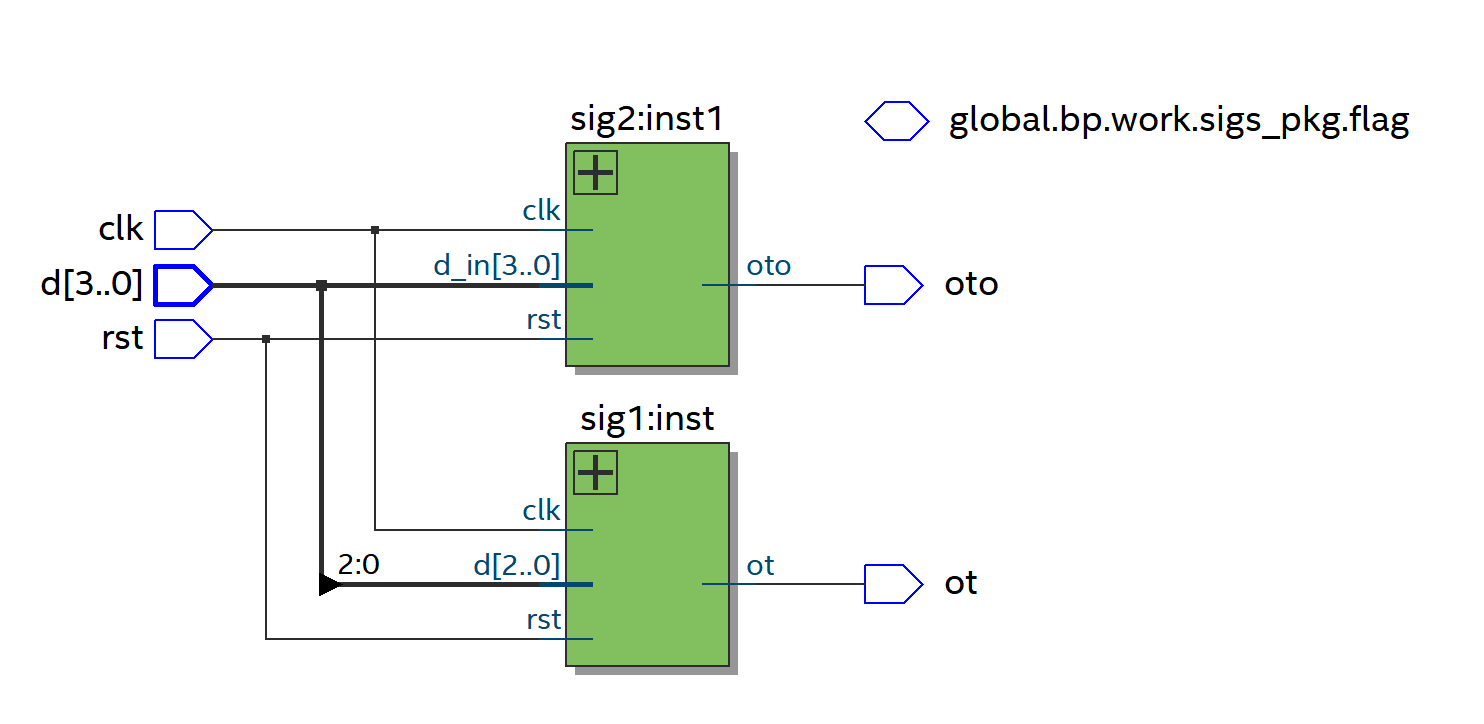 sig2:inst1
global.bp.work.sigs_pkg.flag
clk
clk
d[3..0]
d_in[3..0]
oto
oto
rst
rst
sig1:inst
clk
2:0
d[2..0]
ot
ot
rst